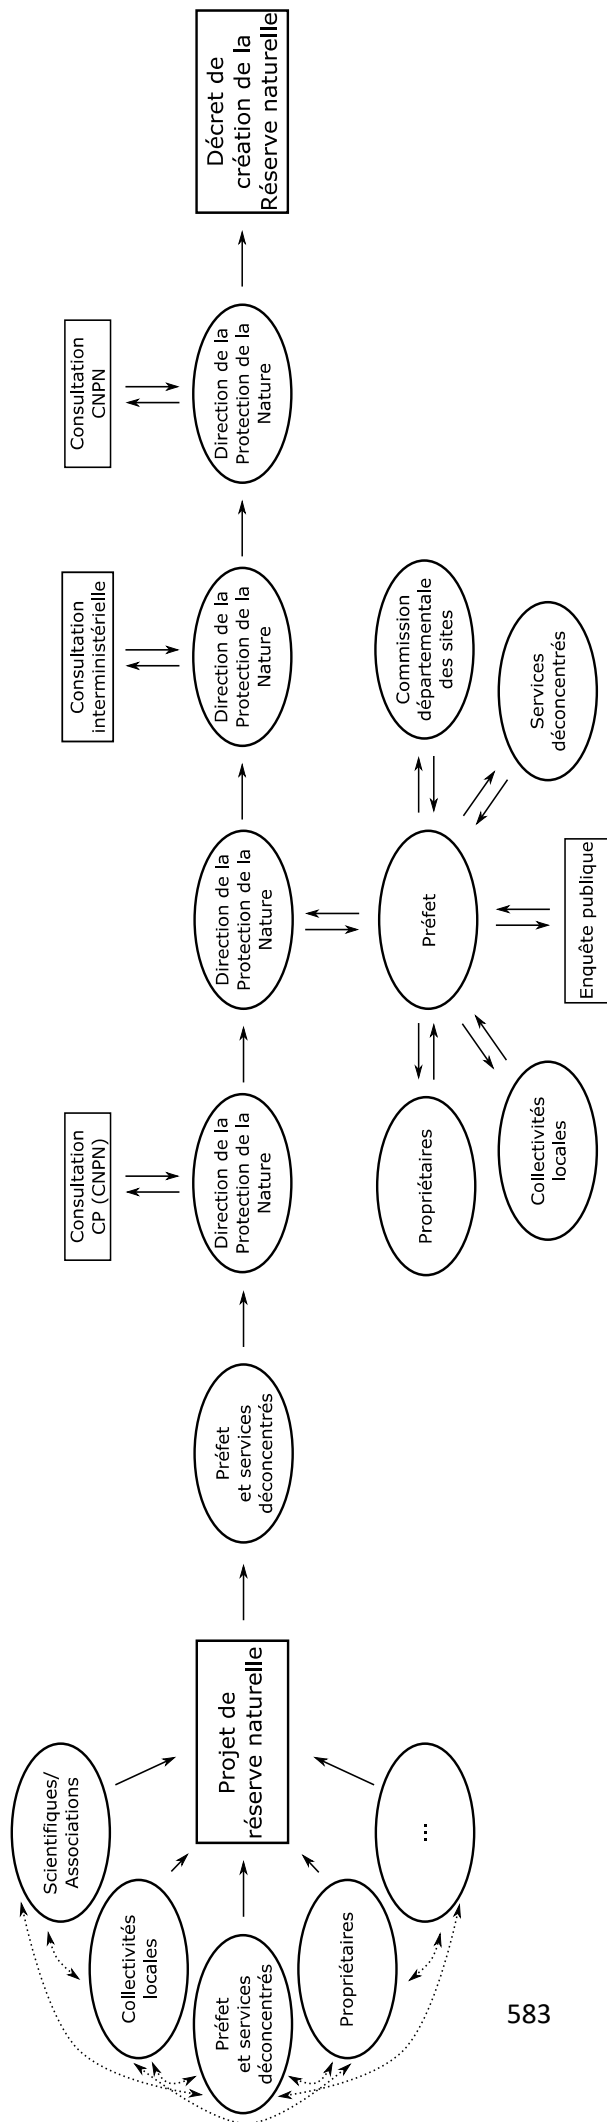 Scientifiques/
Associations
Collectivités
locales
Préfet
et services
déconcentrés
Propriétaires
...
Projet de
réserve naturelle
Préfet
et services
déconcentrés
Consultation
CP (CNPN)
Direction de la
Protection de la
Nature
Direction de la
Protection de la
Nature
Propriétaires
Collectivités
locales
Préfet
Enquête publique
Commission
départementale
des sites
Services
déconcentrés
Consultation
interministérielle
Direction de la
Protection de la
Nature
Consultation
CNPN
Direction de la
Protection de la
Nature
Décret de
création de la
Réserve naturelle
583